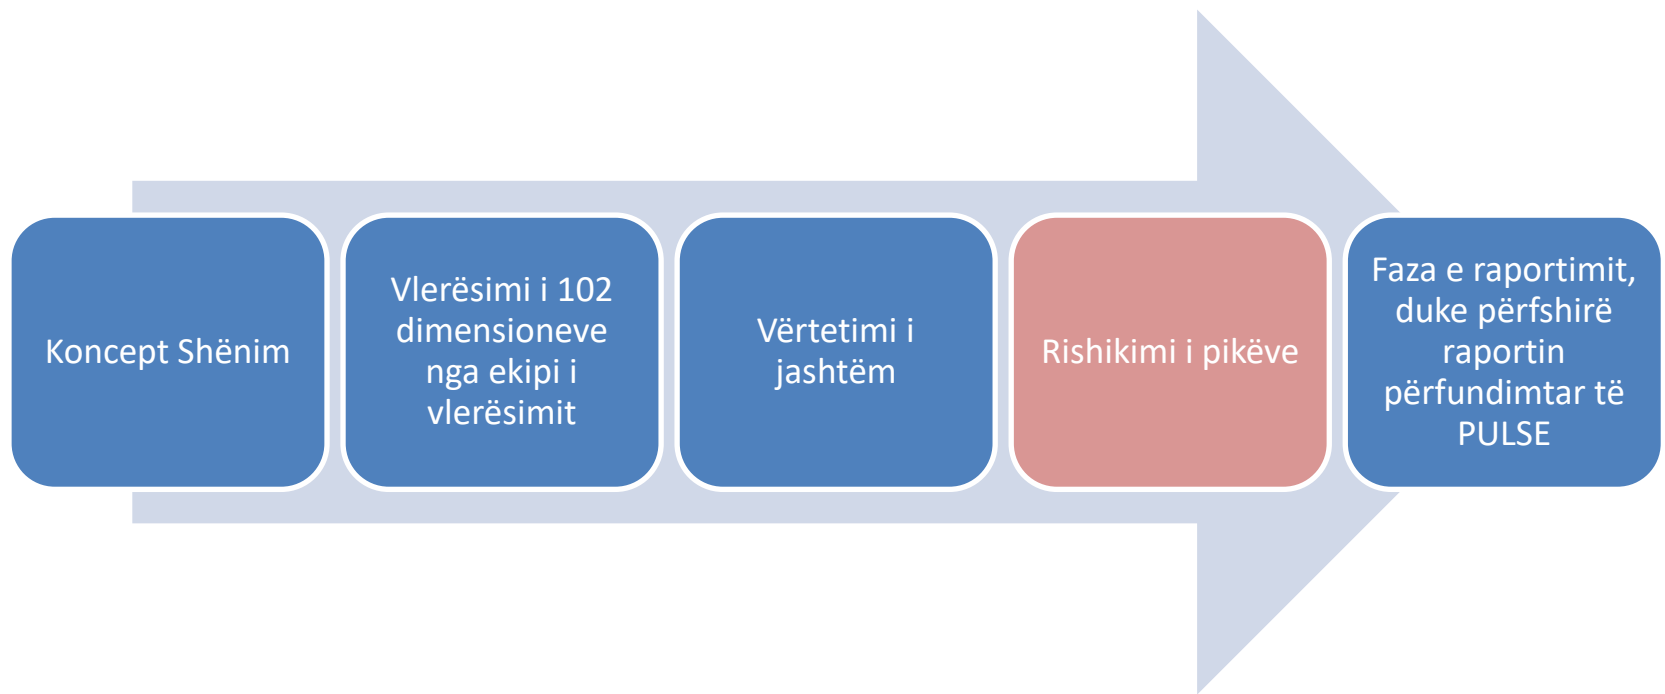 Koncept Shënim
Vlerësimi i 102
dimensioneve
nga ekipi i
vlerësimit
Vërtetimi i
jashtëm
Rishikimi i pikëve
Faza e raportimit,
duke përfshirë
raportin
përfundimtar të
PULSE